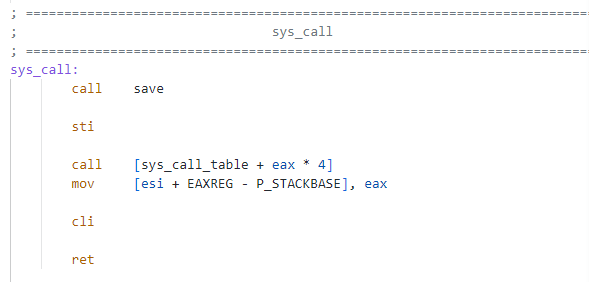 ; =========================================================================
;                                 sys_call
; =========================================================================
sys_call:
        call    save
        sti
        call    [sys_call_table + eax * 4]
        mov     [esi + EAXREG - P_STACKBASE], eax
        cli
        ret